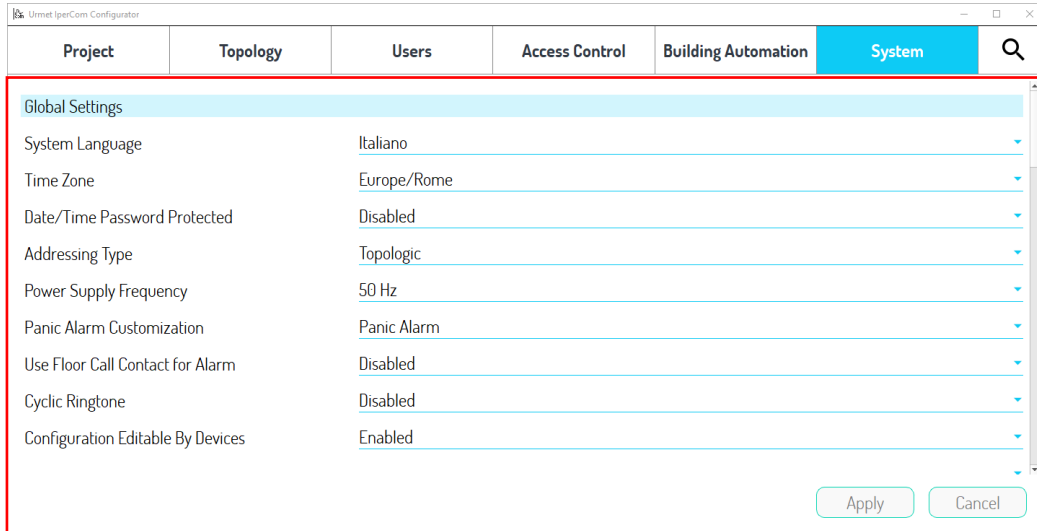 Urmet IperCom Configurator
Project Topology Users Access Control Building Automation System
Global Settings
System Language Italiano
Time Zone Europe/Rome
Date/Time Password Protected Disabled
Addressing Type Topologic
Power Supply Frequency 50 Hz
Panic Alarm Customization Panic Alarm
Use Floor Call Contact for Alarm Disabled
Cyclic Ringtone Disabled
Configuration Editable By Devices Enabled
Apply Cancel